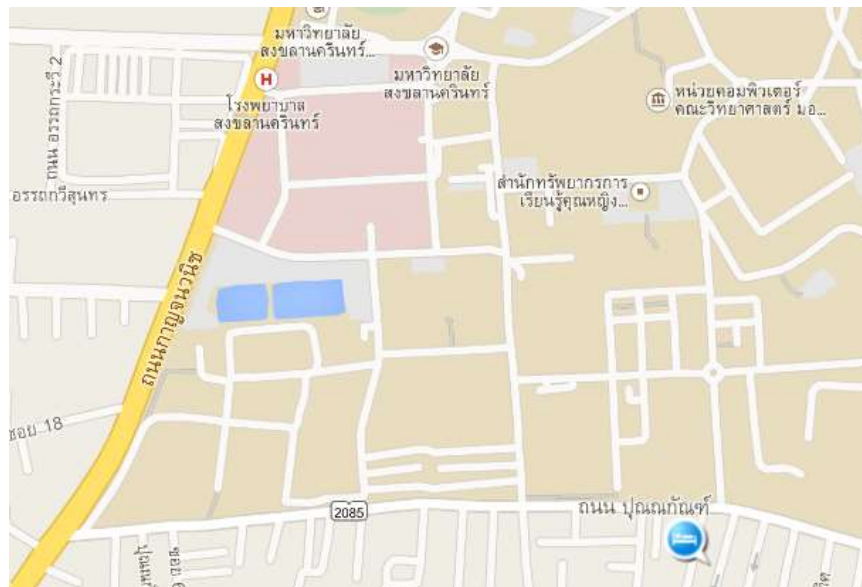 มหาวิทยาลัย
สงขลานครินทร์...
มหาวิทยาลัย
สงขลานครินทร์
H
โรงพยาบาล
สงขลานครินทร์
หน่วยคอมพิวเตอร์
คณะวิทยาศาสตร์ มอ...
ถนน อรรถกระวี 2
อรรถกวีสุนทร
สำนักทรัพยากรการ
เรียนรู้คุณหญิง...
ถนนกาญจนวนิช
ซอย 18
2085
ถนน ปุณณกัณฑ์